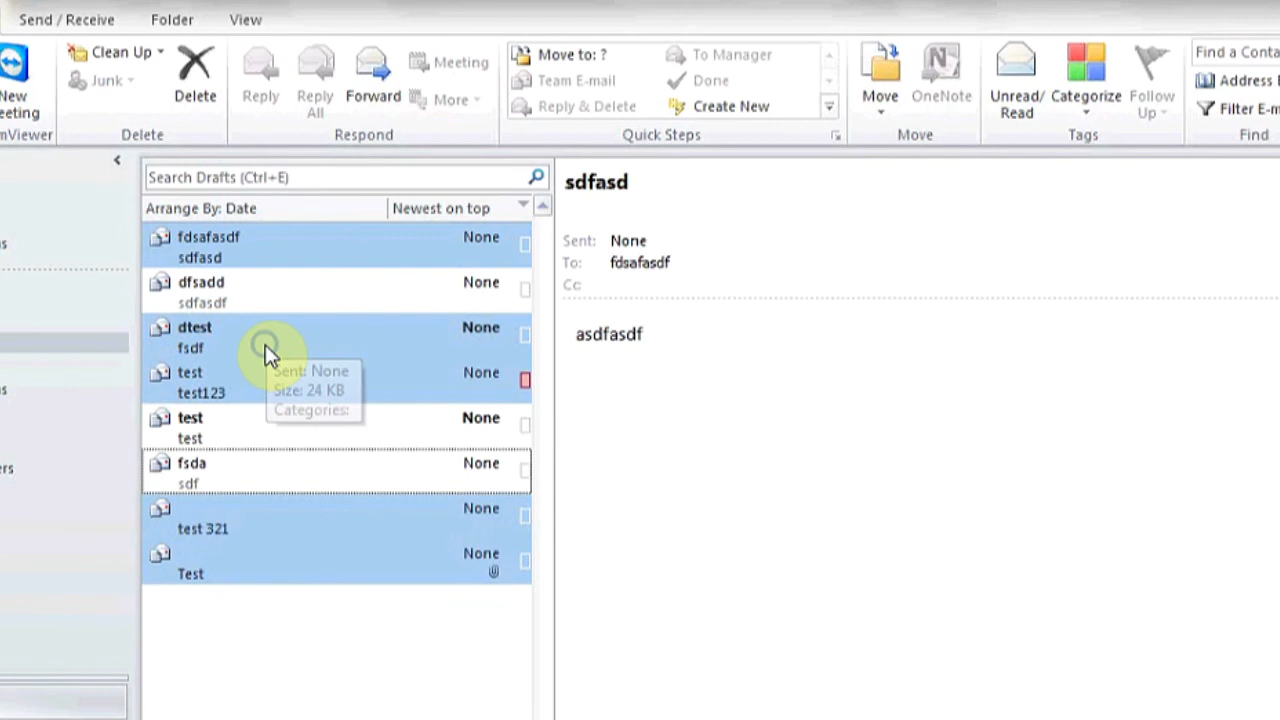 Send / Receive Folder View
Clean Up
Junk
New
eeting
mViewer
Delete
Delete
Reply
Reply All
Forward
Meeting
More
Respond
Move to: ?
Team E-mail
Reply & Delete
To Manager
Done
Create New
Quick Steps
Move
OneNote
Move
Unread/ Read
Categorize
Follow Up
Tags
Find a Conta
Address
Filter E-m
Find
s
s
ers
Search Drafts (Ctrl+E)
Arrange By: Date Newest on top
fdsafasdf None
sdfasd
dfsadd None
sdfasdf
dtest None
fsdf
test None
test123
Sent: None
Size: 24 KB
Categories:
test None
test
fsda None
sdf
None
test 321
None
Test
sdfasd
Sent: None
To: fdsafasdf
Cc
asdfasdf